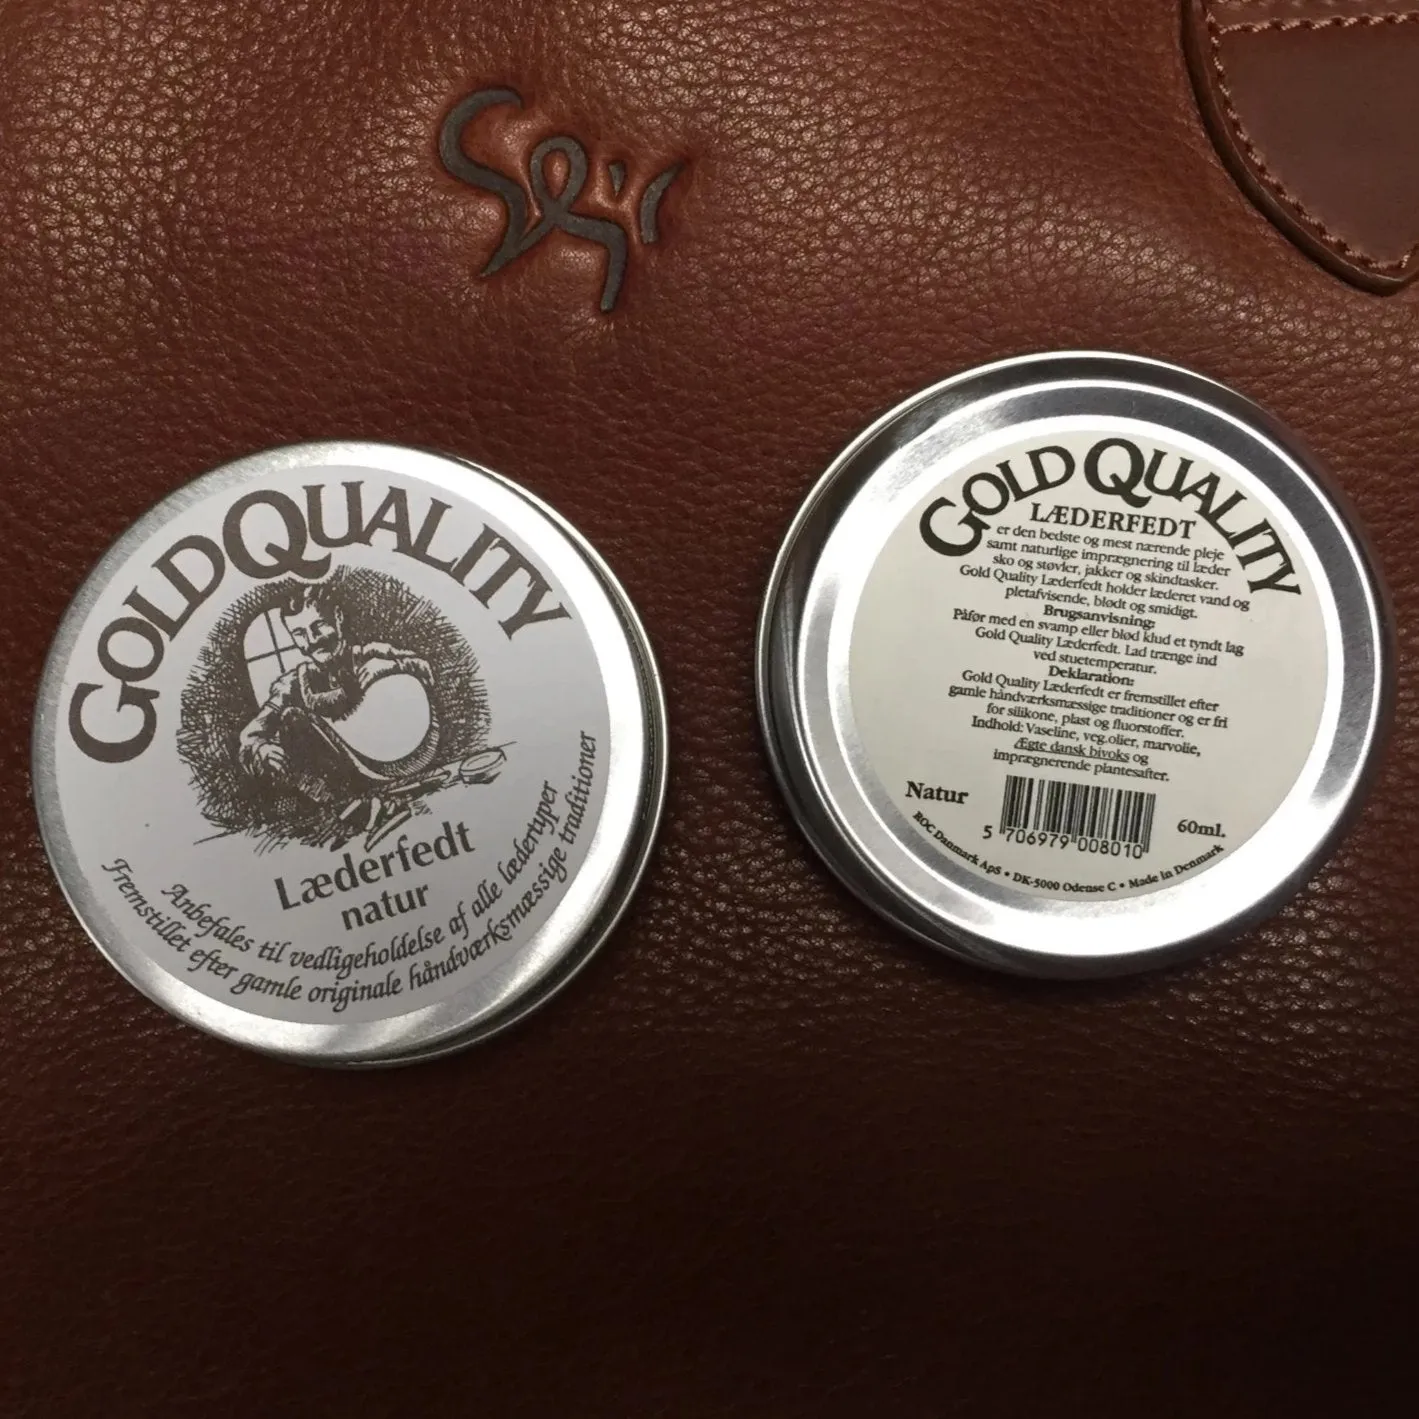 Seir
GOLD QUALITY
Læderfedt
natur
Anbefales til vedligeholdelse af alle lædertyper
Fremstillet efter gamle originale håndværksmæssige traditioner
GOLD QUALITY
LÆDERFEDT
er den bedste og mest nærende pleje
samt naturlige imprægnering til læder
sko og støvler, jakker og skindtasker.
Gold Quality Læderfedt holder læderet vand og
pletafvisende, blødt og smidigt.
Brugsanvisning:
Påfør med en svamp eller blød klud et tyndt lag
Gold Quality Læderfedt. Lad trænge ind
ved stuetemperatur.
Deklaration:
Gold Quality Læderfedt er fremstillet efter
gamle håndværksmæssige traditioner og er fri
for silikone, plast og fluorstoffer.
Indhold: Vaseline, veg.olier, marvolie,
Ægte dansk bivoks og
imprægnerende plantesafter.
Natur
5 706979 008010
60ml.
ROC Danmark ApS • DK-5000 Odense C • Made in Denmark